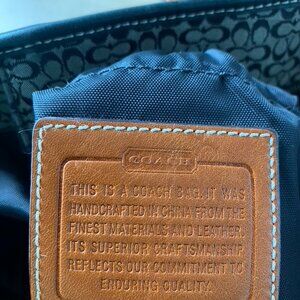 COACH
THIS IS A COACH BAG. IT WAS
HANDCRAFTED IN CHINA FROM THE
FINEST MATERIALS AND LEATHER.
ITS SUPERIOR CRAFTSMANSHIP
REFLECTS OUR COMMITMENT TO
ENDURING QUALITY.